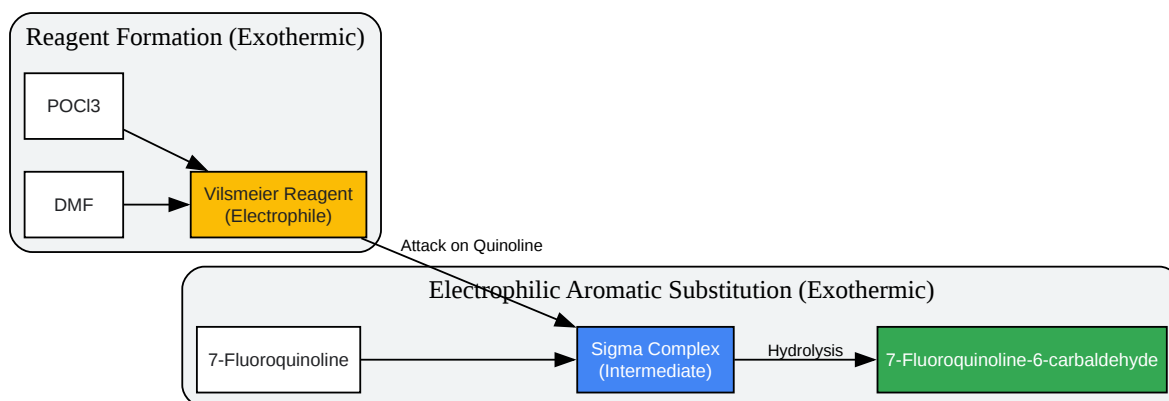 Reagent Formation (Exothermic)
POCl3
DMF
Vilsmeier Reagent
(Electrophile)
Attack on Quinoline
Electrophilic Aromatic Substitution (Exothermic)
7-Fluoroquinoline
Sigma Complex
(Intermediate)
Hydrolysis
7-Fluoroquinoline-6-carbaldehyde